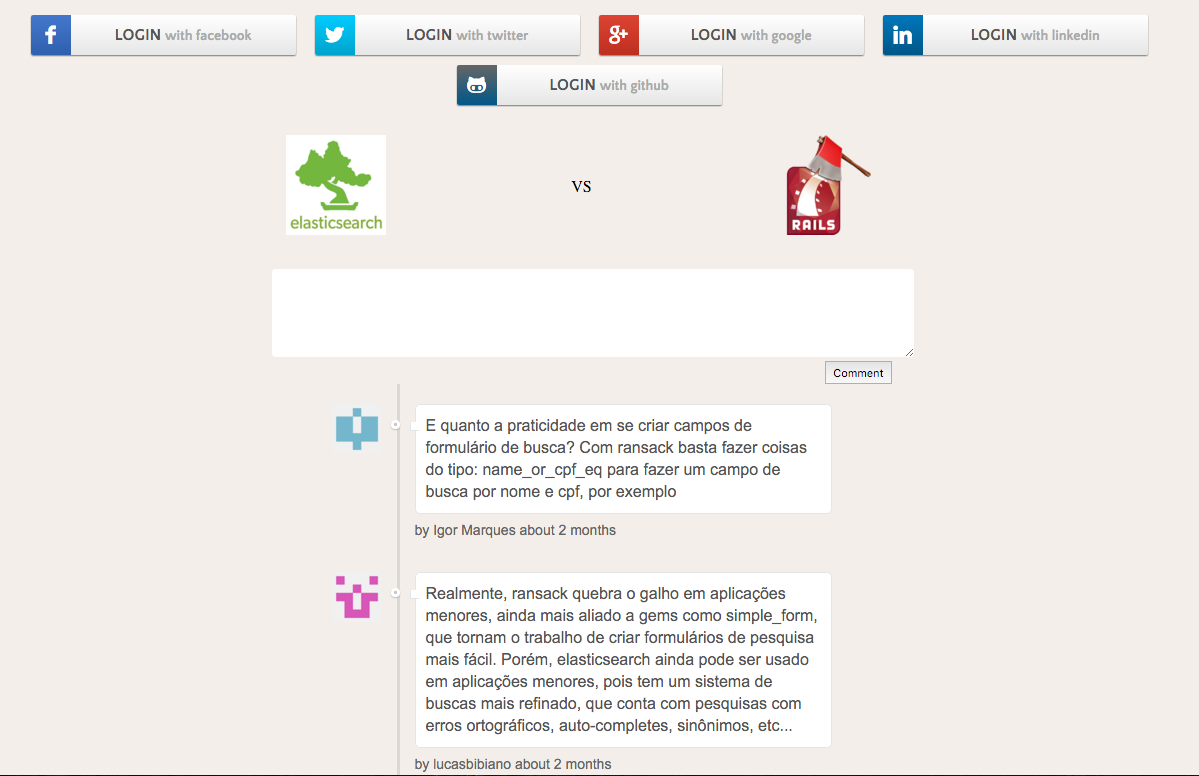 LOGIN with facebook
LOGIN with twitter
LOGIN with google
LOGIN with linkedin
LOGIN with github
elasticsearch
VS
RAILS
Comment
E quanto a praticidade em se criar campos de
formulário de busca? Com ransack basta fazer coisas
do tipo: name_or_cpf_eq para fazer um campo de
busca por nome e cpf, por exemplo
by Igor Marques about 2 months
Realmente, ransack quebra o galho em aplicações
menores, ainda mais aliado a gems como simple_form,
que tornam o trabalho de criar formulários de pesquisa
mais fácil. Porém, elasticsearch ainda pode ser usado
em aplicações menores, pois tem um sistema de
buscas mais refinado, que conta com pesquisas com
erros ortográficos, auto-completes, sinônimos, etc...
by lucasbibiano about 2 months